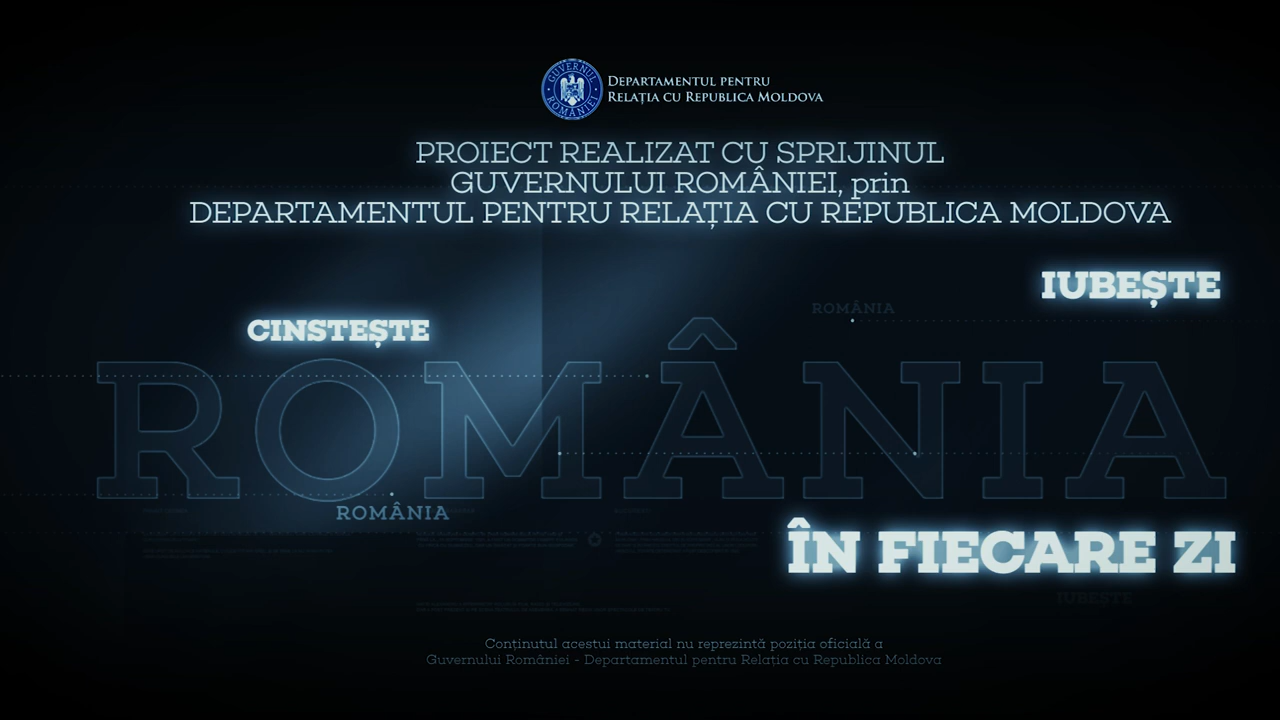 GUVERNUL ROMÂNIEI
DEPARTAMENTUL PENTRU
RELAȚIA CU REPUBLICA MOLDOVA
PROIECT REALIZAT CU SPRIJINUL
GUVERNULUI ROMÂNIEI, prin
DEPARTAMENTUL PENTRU RELAȚIA CU REPUBLICA MOLDOVA
IUBEȘTE
ROMÂNIA
CINSTEȘTE
ROMÂNIA
ROMÂNIA
ÎN FIECARE ZI
IUBEȘTE
Conținutul acestui material nu reprezintă poziția oficială a
Guvernului României - Departamentul pentru Relația cu Republica Moldova